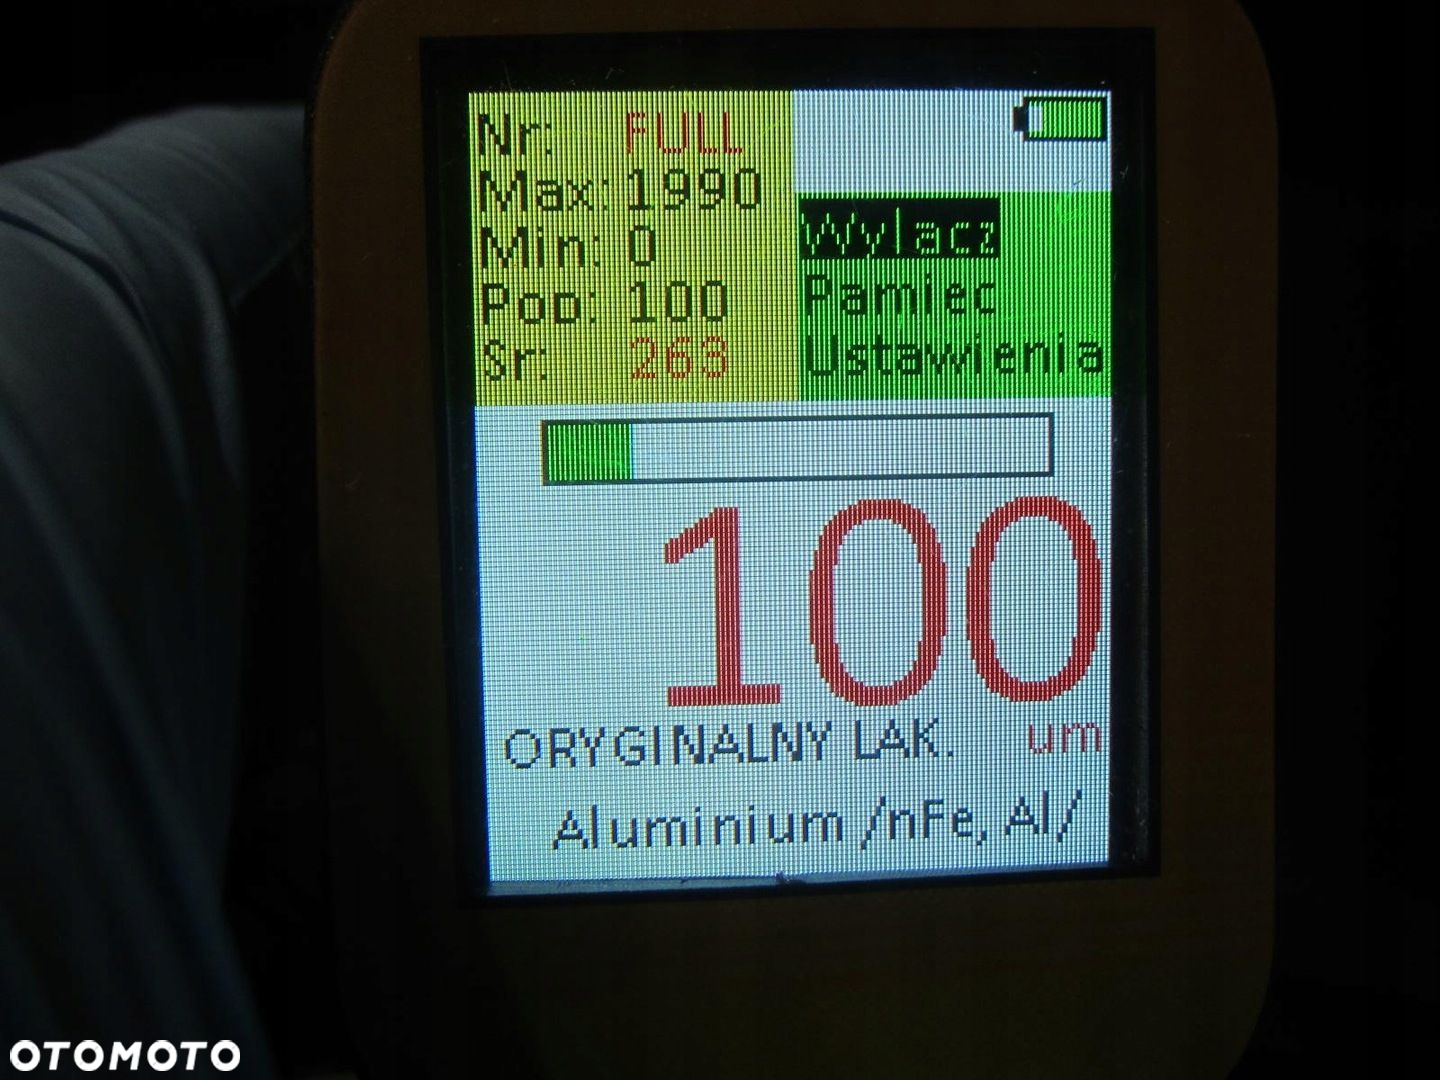 Nr: FULL
Max: 1990
Min: 0
Pop: 100
Sr: 263
Wylacz
Pamiec
Ustawienia
100
ORYGINALNY LAK. um
Aluminium /nFe, Al/
OTOMOTO